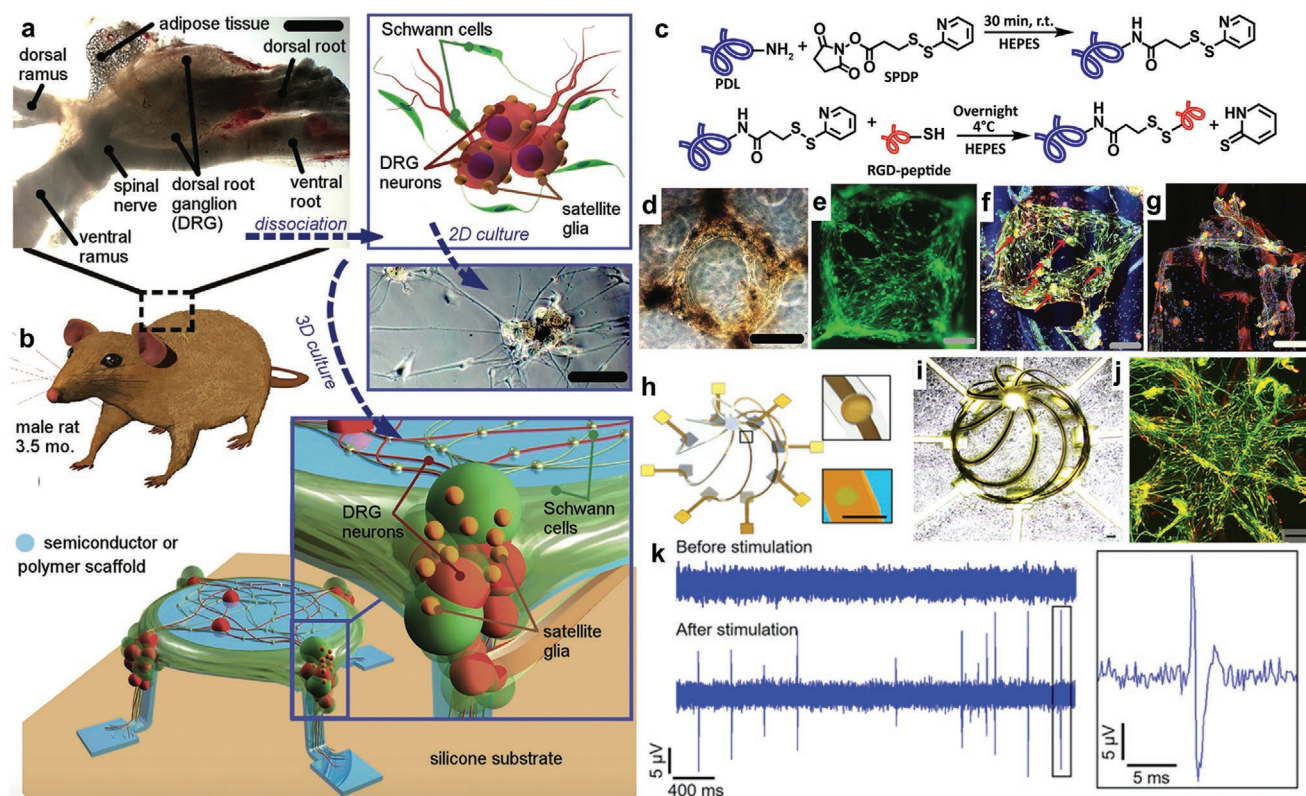 a
adipose tissue
dorsal root
dorsal
ramus
spinal
nerve
dorsal root
ganglion
(DRG)
ventral
root
ventral
ramus
dissociation
Schwann cells
DRG
neurons
satellite
glia
2D culture
3D culture
b
male rat
3.5 mo.
semiconductor or
polymer scaffold
DRG
neurons
Schwann
cells
satellite
glia
silicone substrate
c
PDL
NH₂
+
SPDP
30 min, r.t.
HEPES
RGD-peptide
SH
Overnight
4°C
HEPES
d
e
f
g
h
i
j
k
Before stimulation
After stimulation
5 µV
400 ms
5 µV
5 ms